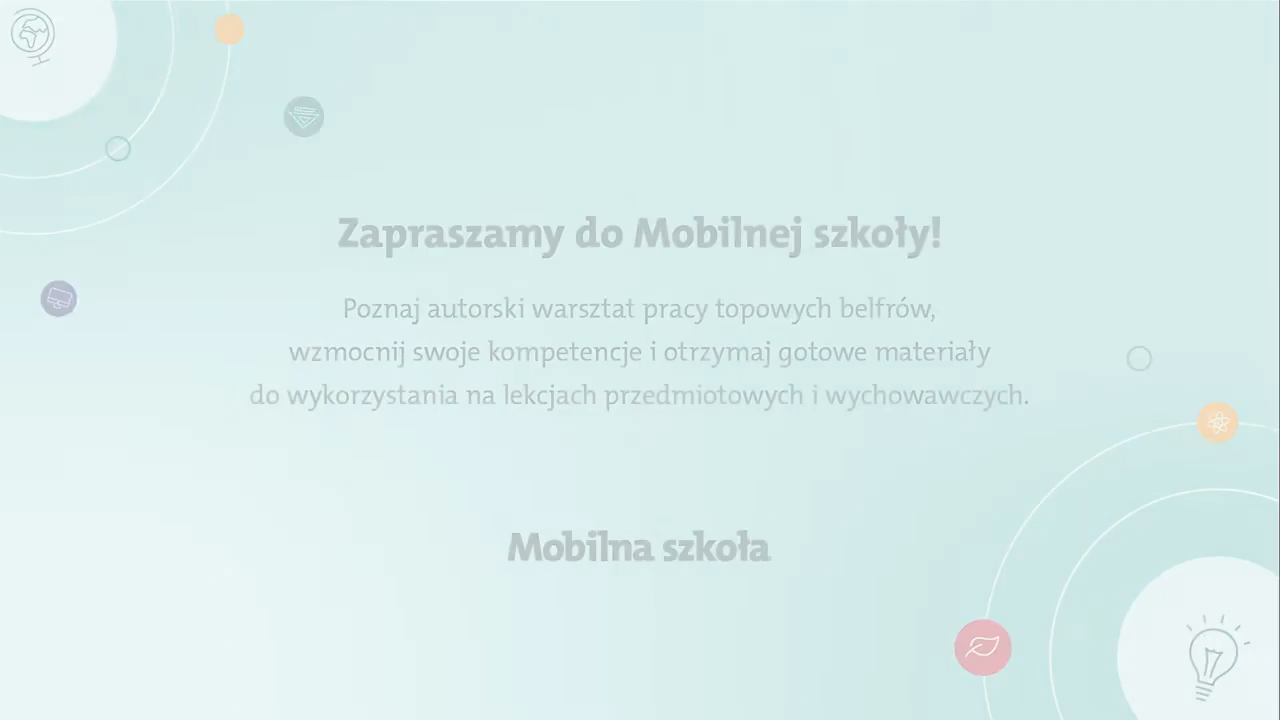 Zapraszamy do Mobilnej szkoły!
Poznaj autorski warsztat pracy topowych belfrów,
wzmocnij swoje kompetencje i otrzymaj gotowe materiały
do wykorzystania na lekcjach przedmiotowych i wychowawczych.
Mobilna szkoła